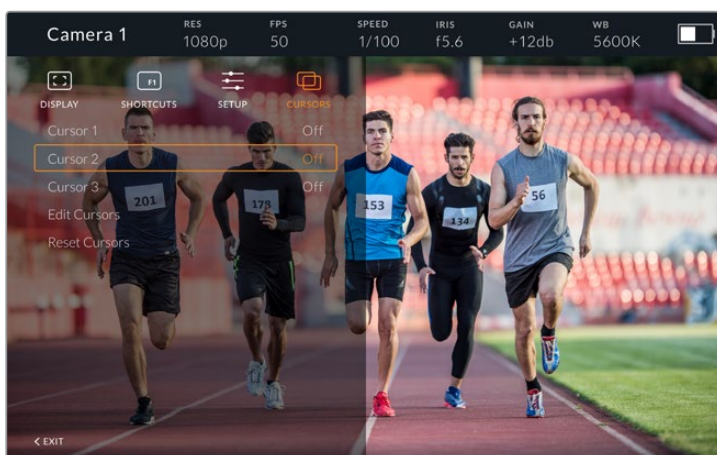 Camera 1
RES FPS SPEED IRIS GAIN WB
1080p 50 1/100 f5.6 +12db 5600K
F1
DISPLAY SHORTCUTS SETUP CURSORS
Cursor 1 Off
Cursor 2 Off
Cursor 3 Off
Edit Cursors
Reset Cursors
201 178 153 134 56
< EXIT